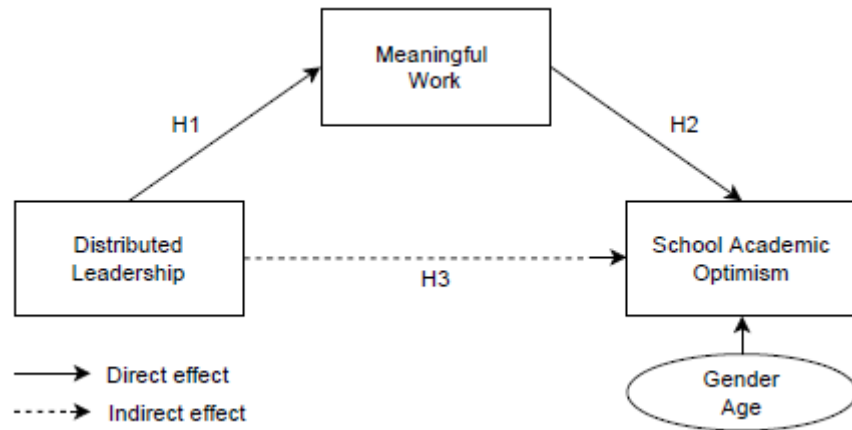 Meaningful
Work
H1
H2
Distributed
Leadership
School Academic
Optimism
H3
Direct effect
Indirect effect
Gender
Age